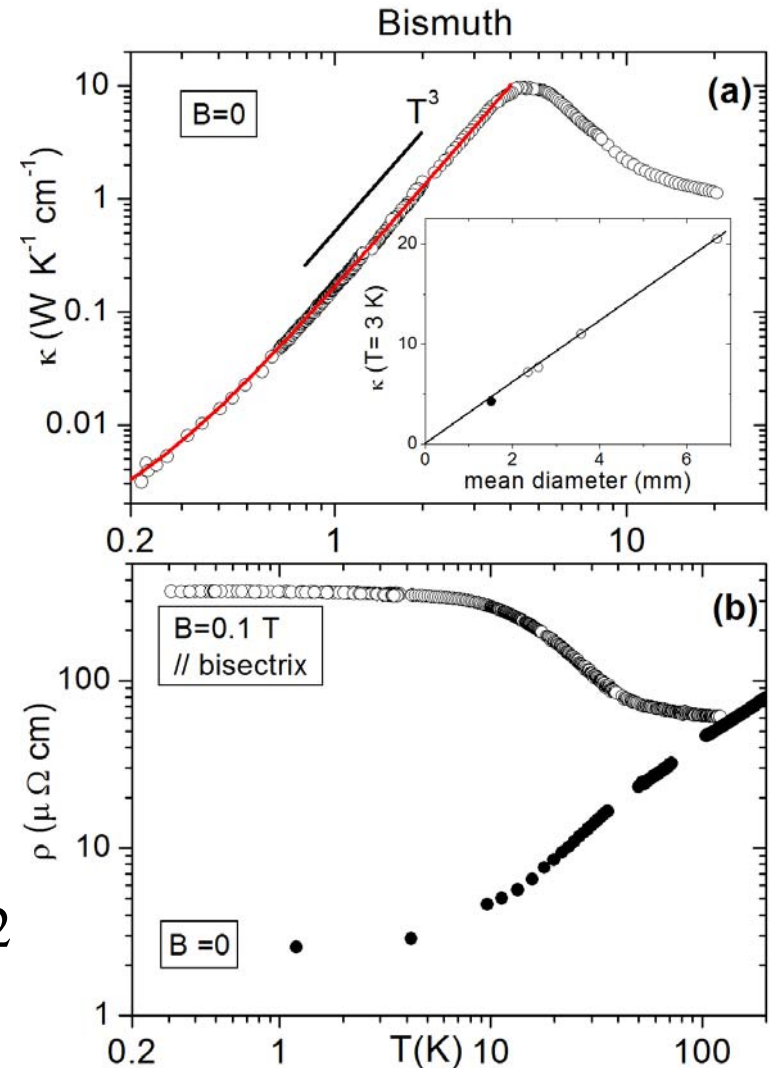 Bismuth
(a)
B=0
T³
κ (W K⁻¹ cm⁻¹)
10
1
0.1
0.01
κ (T= 3 K)
20
10
0
0 2 4 6
mean diameter (mm)
0.2 1 10
(b)
B=0.1 T
// bisectrix
ρ (μ Ω cm)
100
10
1
2
B =0
0.2 1 T(K) 10 100